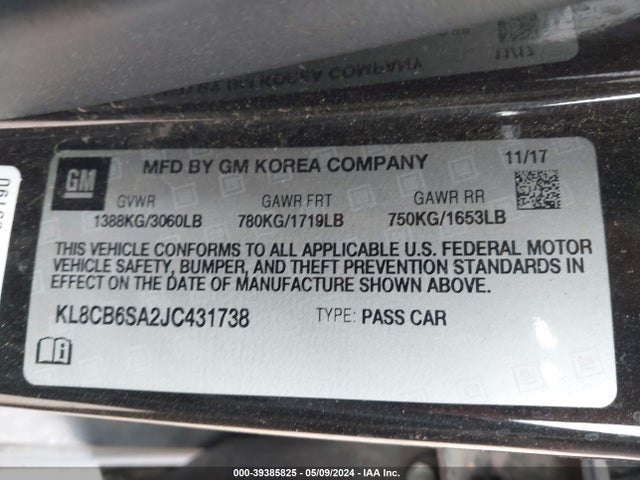 GM
MFD BY GM KOREA COMPANY
11/17
GVWR
GAWR FRT
GAWR RR
1388KG/3060LB
780KG/1719LB
750KG/1653LB
THIS VEHICLE CONFORMS TO ALL APPLICABLE U.S. FEDERAL MOTOR
VEHICLE SAFETY, BUMPER, AND THEFT PREVENTION STANDARDS IN
EFFECT ON THE DATE OF MANUFACTURE SHOWN ABOVE.
KL8CB6SA2JC431738
TYPE: PASS CAR
000-39385825 - 05/09/2024 - IAA Inc.